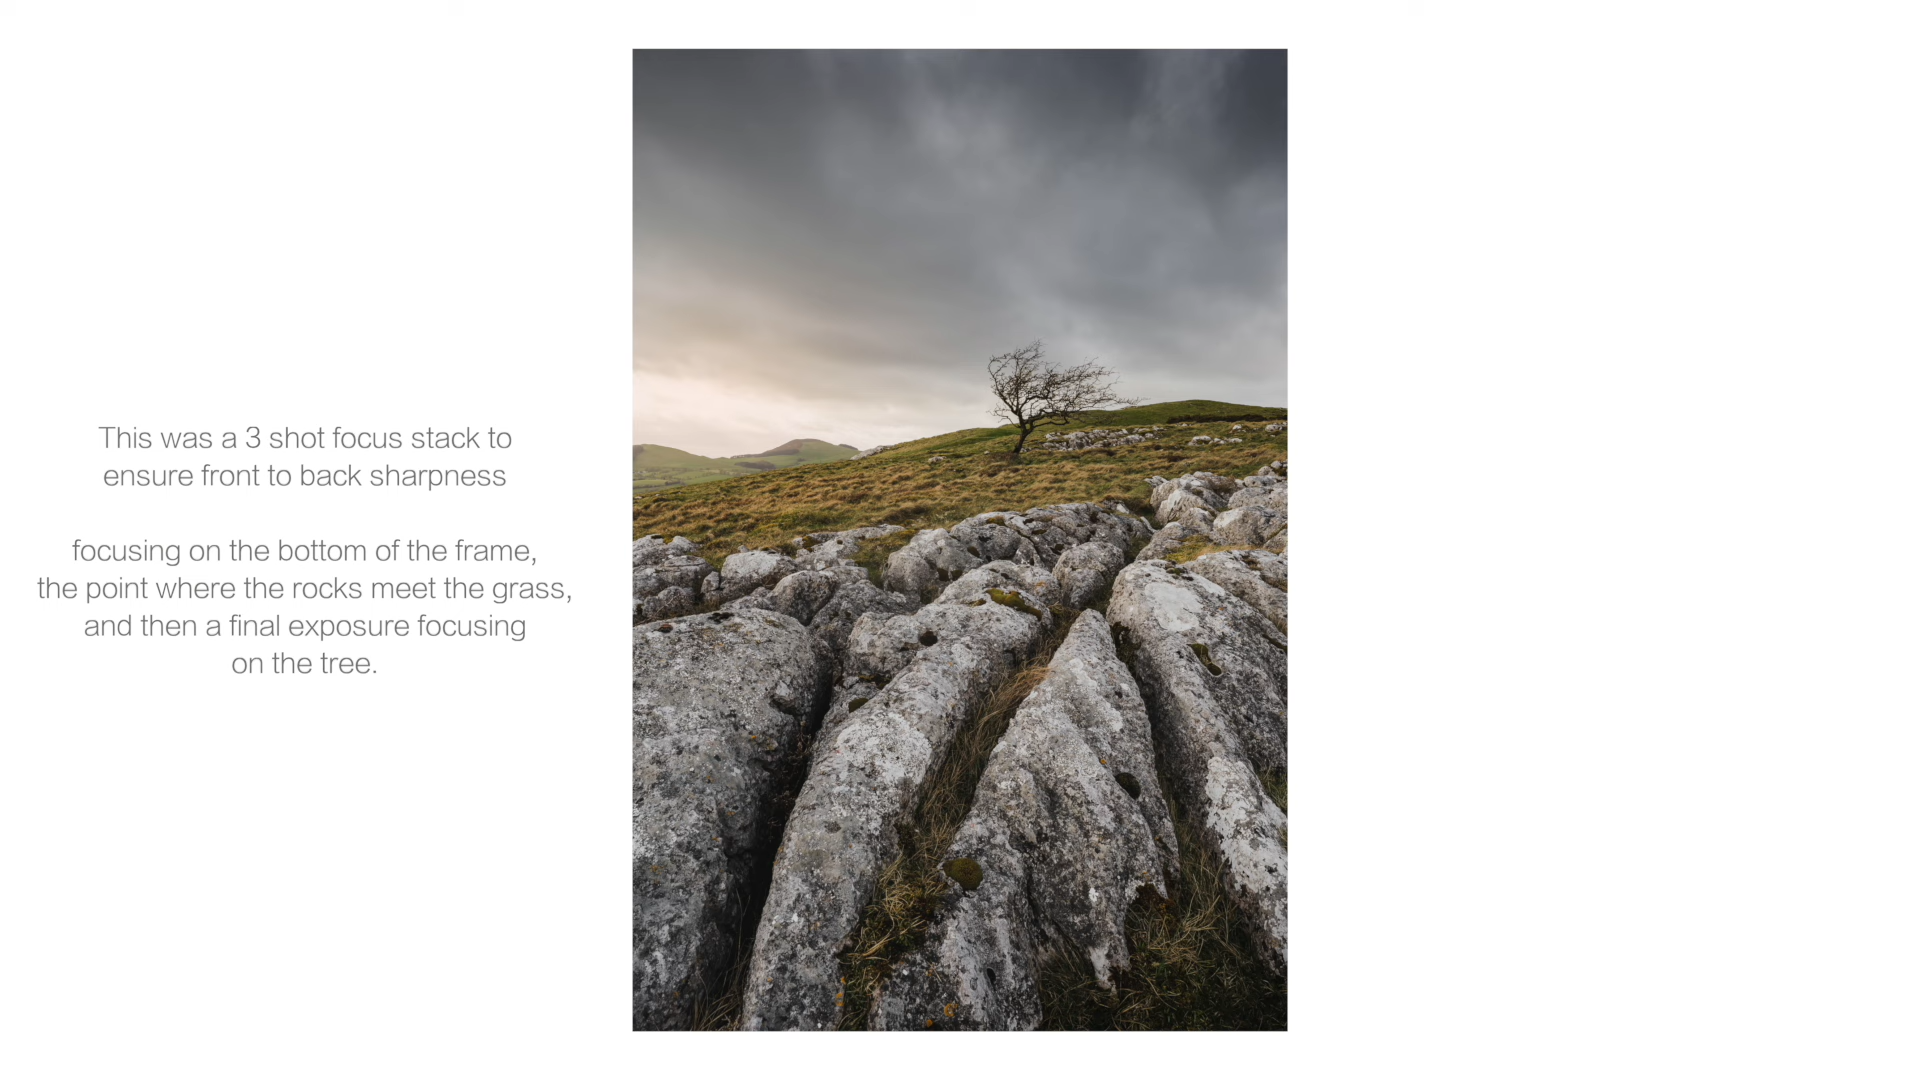 This was a 3 shot focus stack to
ensure front to back sharpness
focusing on the bottom of the frame,
the point where the rocks meet the grass,
and then a final exposure focusing
on the tree.